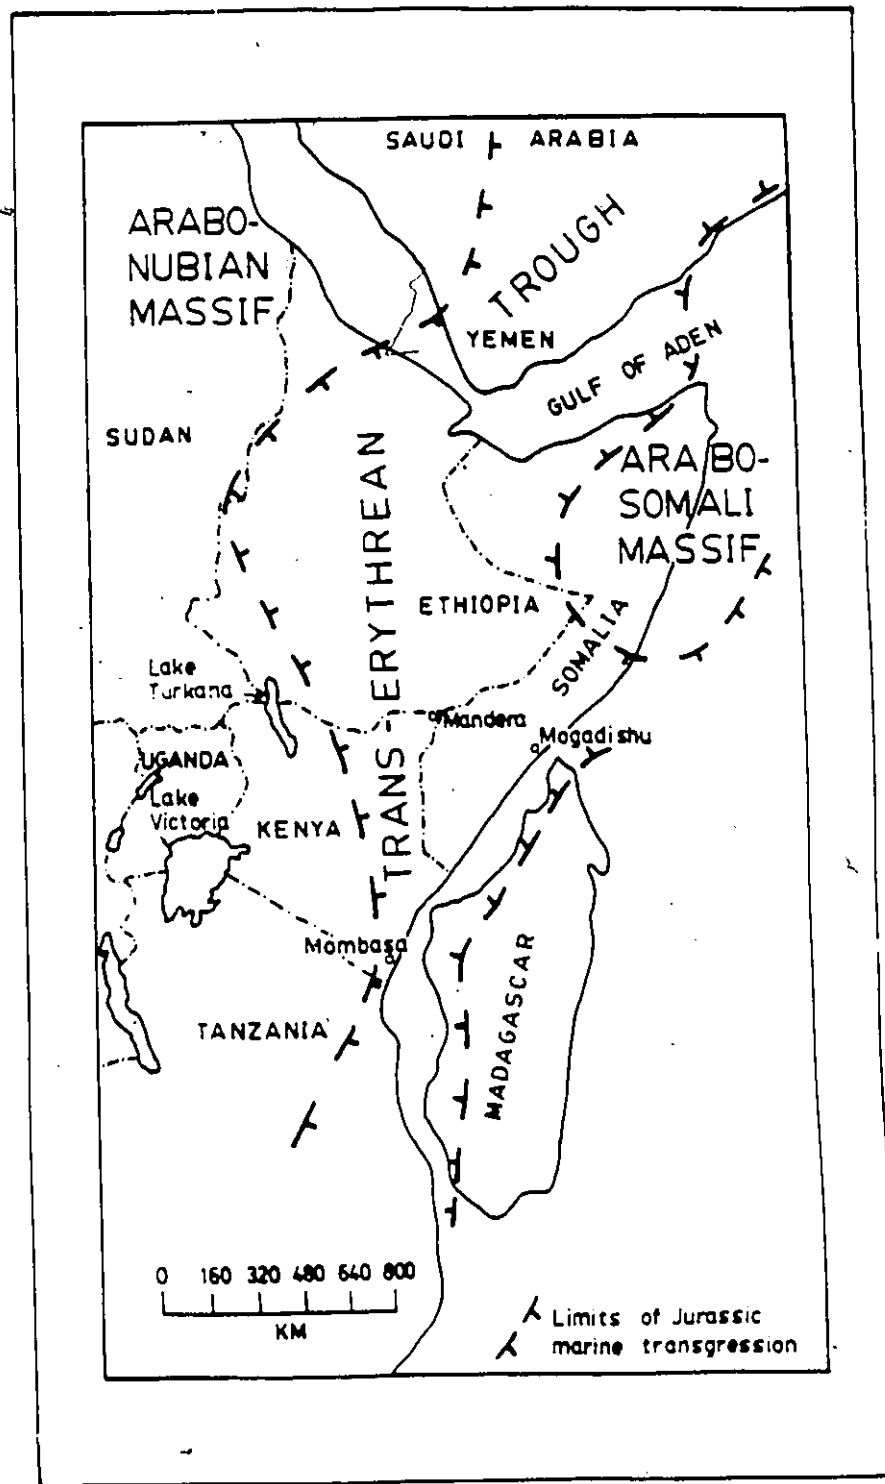 SAUDI ARABIA
ARABO-
NUBIAN
MASSIF
TROUGH
YEMEN
GULF OF ADEN
SUDAN
ARABO-
SOMALI
MASSIF
TRANS-ERYTHREAN
ETHIOPIA
SOMALIA
Lake
Turkana
Mandera
Mogadishu
UGANDA
Lake
Victoria
KENYA
Mombasa
TANZANIA
MADAGASCAR
0 160 320 480 640 800
KM
Limits of Jurassic
marine transgression